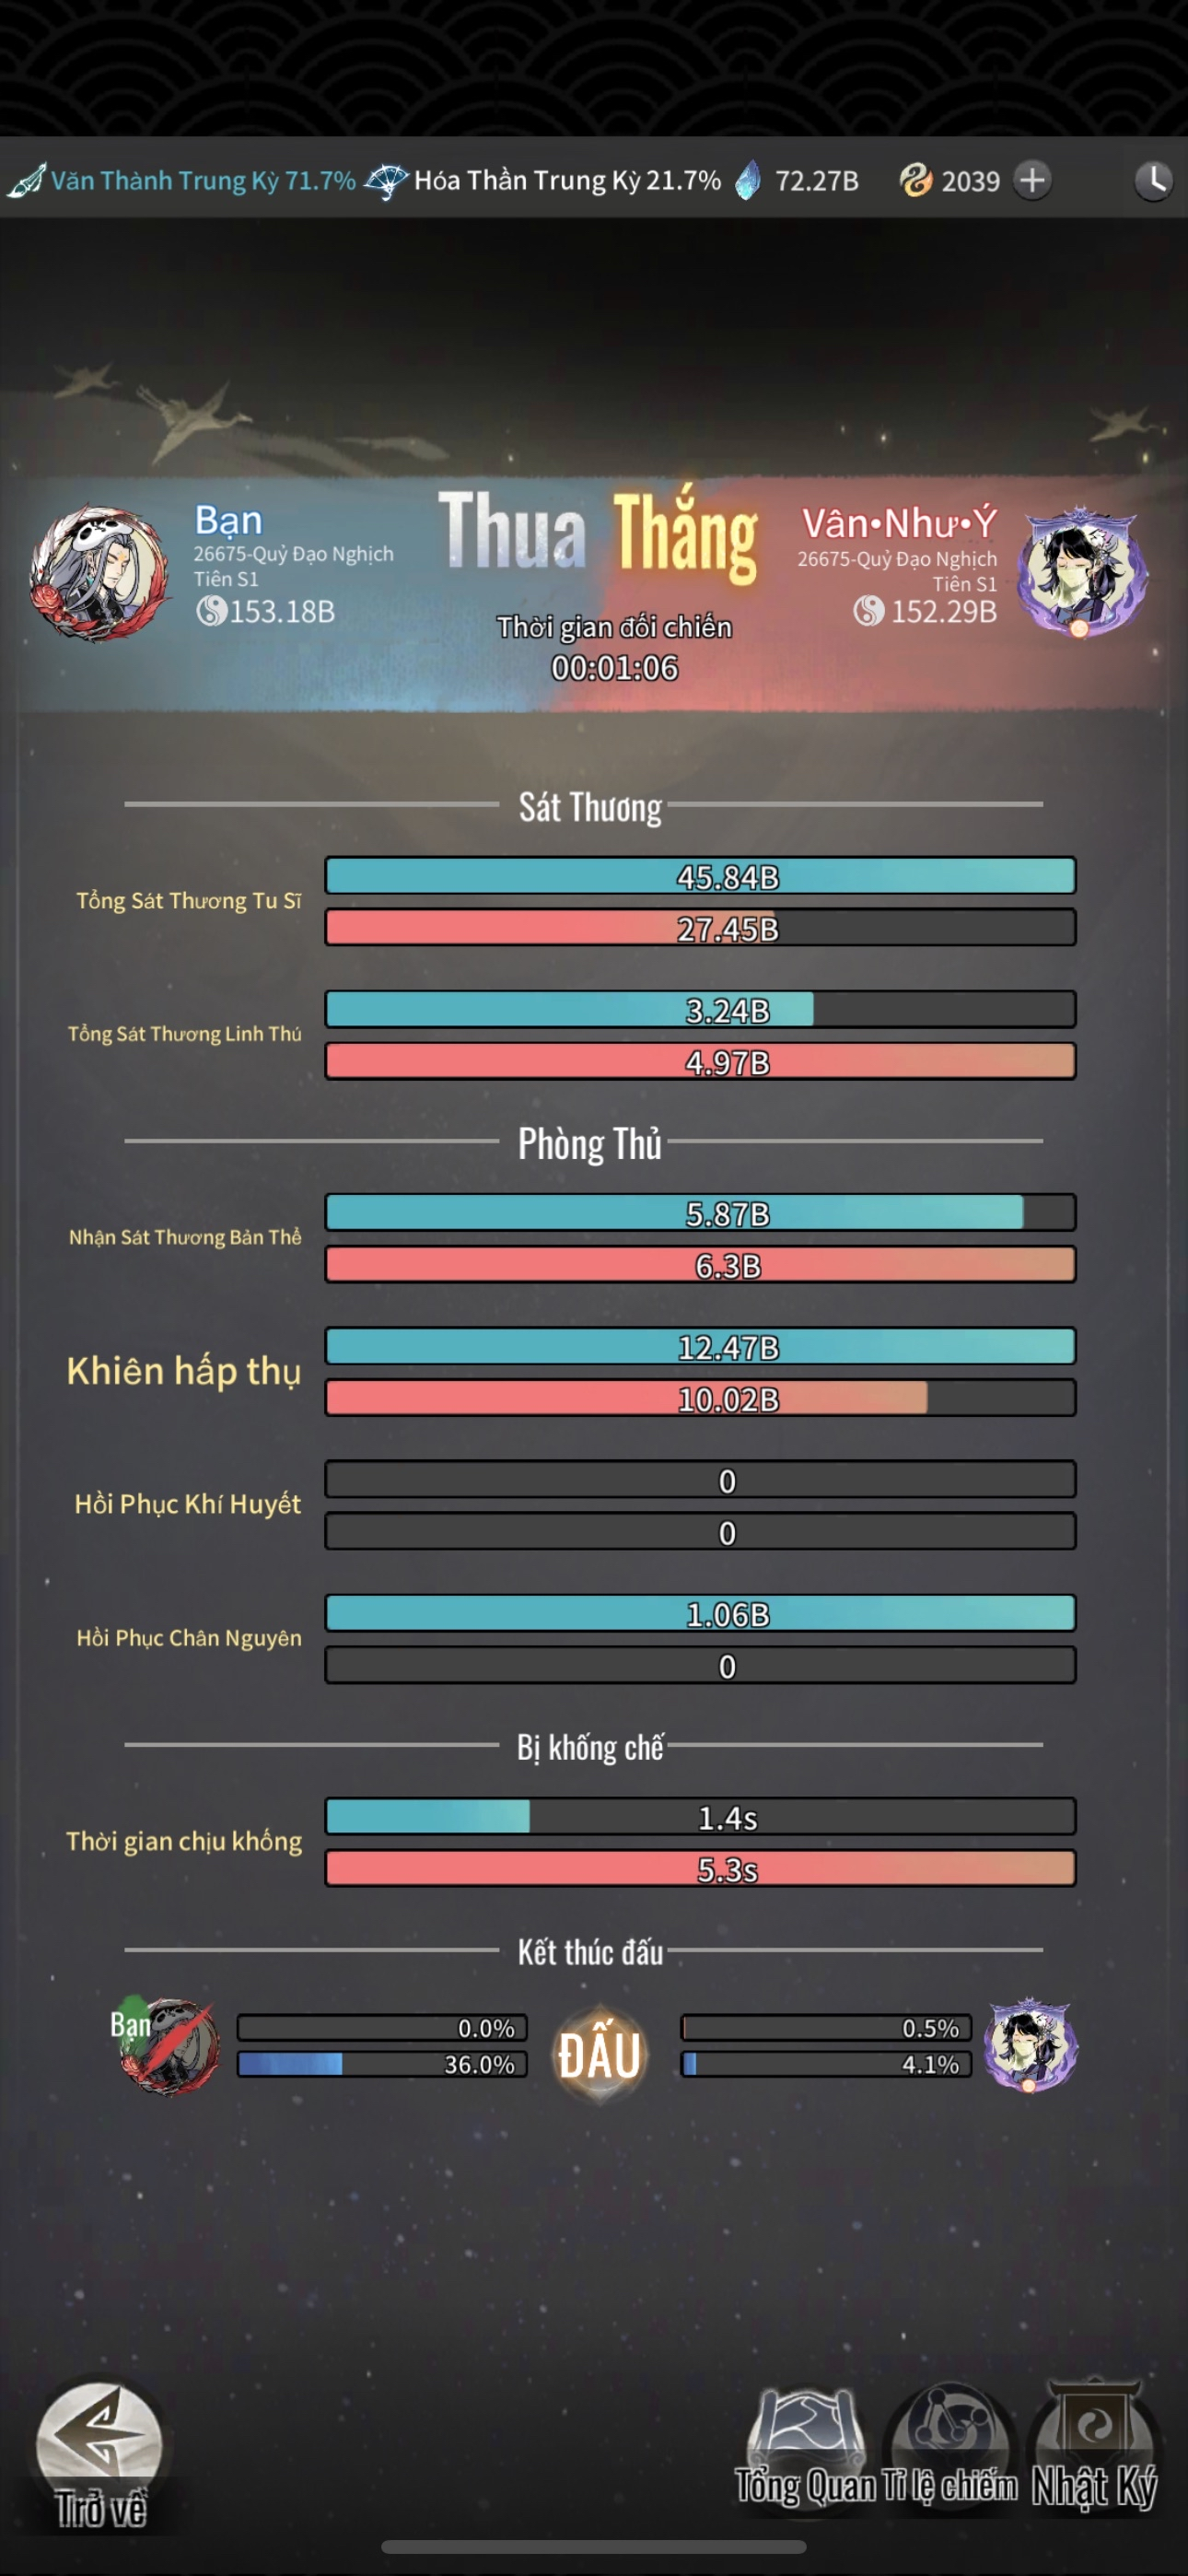 Văn Thành Trung Kỳ 71.7% Hóa Thần Trung Kỳ 21.7% 72.27B 2039
Thua Thắng
Bạn
26675-Quỷ Đạo Nghịch
Tiên S1
153.18B
Vân•Như•Ý
26675-Quỷ Đạo Nghịch
Tiên S1
152.29B
Thời gian đối chiến
00:01:06
Sát Thương
Tổng Sát Thương Tu Sĩ
45.84B
27.45B
Tổng Sát Thương Linh Thú
3.24B
4.97B
Phòng Thủ
Nhận Sát Thương Bản Thể
5.87B
6.3B
Khiên hấp thụ
12.47B
10.02B
Hồi Phục Khí Huyết
0
0
Hồi Phục Chân Nguyên
1.06B
0
Bị khống chế
Thời gian chịu khống
1.4s
5.3s
Kết thúc đấu
Bạn
0.0%
36.0%
ĐẤU
0.5%
4.1%
Trở về
Tổng Quan Tỉ lệ chiếm Nhật Ký